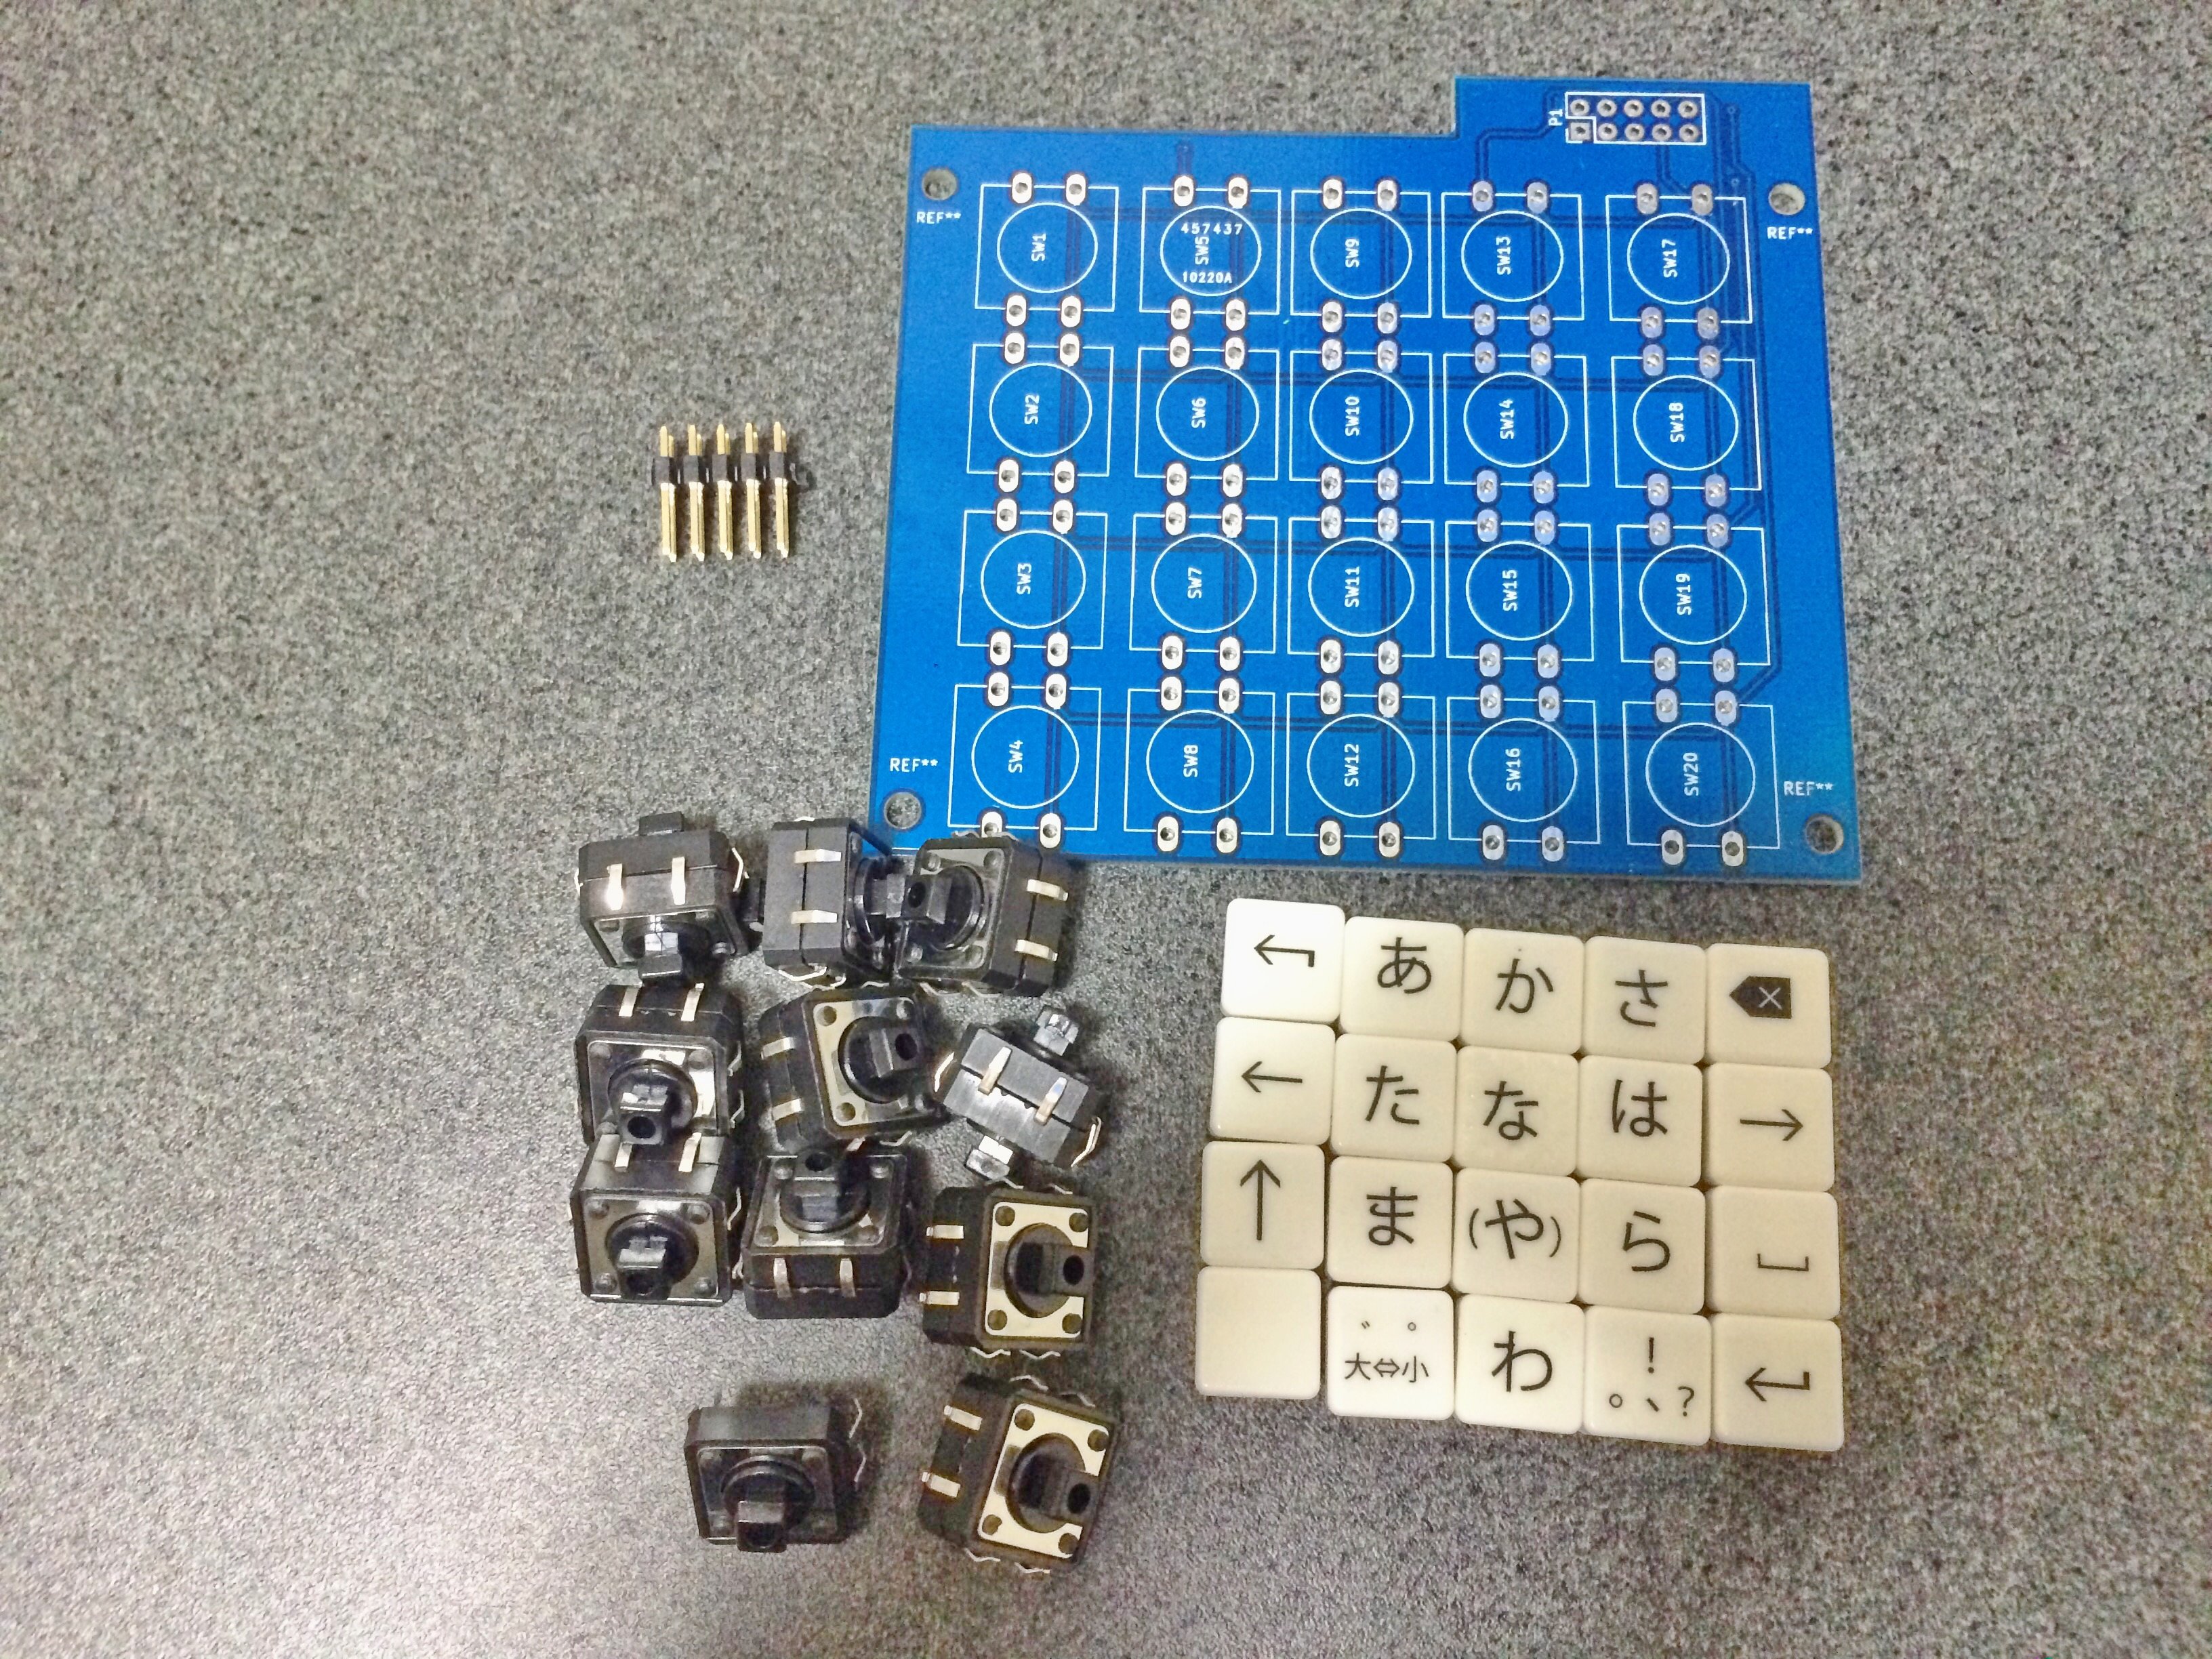 P1
1
REF**
REF**
SW1
457437
SW5
10220A
SW9
SW13
SW17
SW2
SW6
SW10
SW14
SW18
SW3
SW7
SW11
SW15
SW19
SW4
SW8
SW12
SW16
SW20
REF**
REF**
↰ あ か さ ⌫
← た な は →
↑ ま (や) ら ⎵
゛ ゜
大⇔小 わ ! 。、? ↵